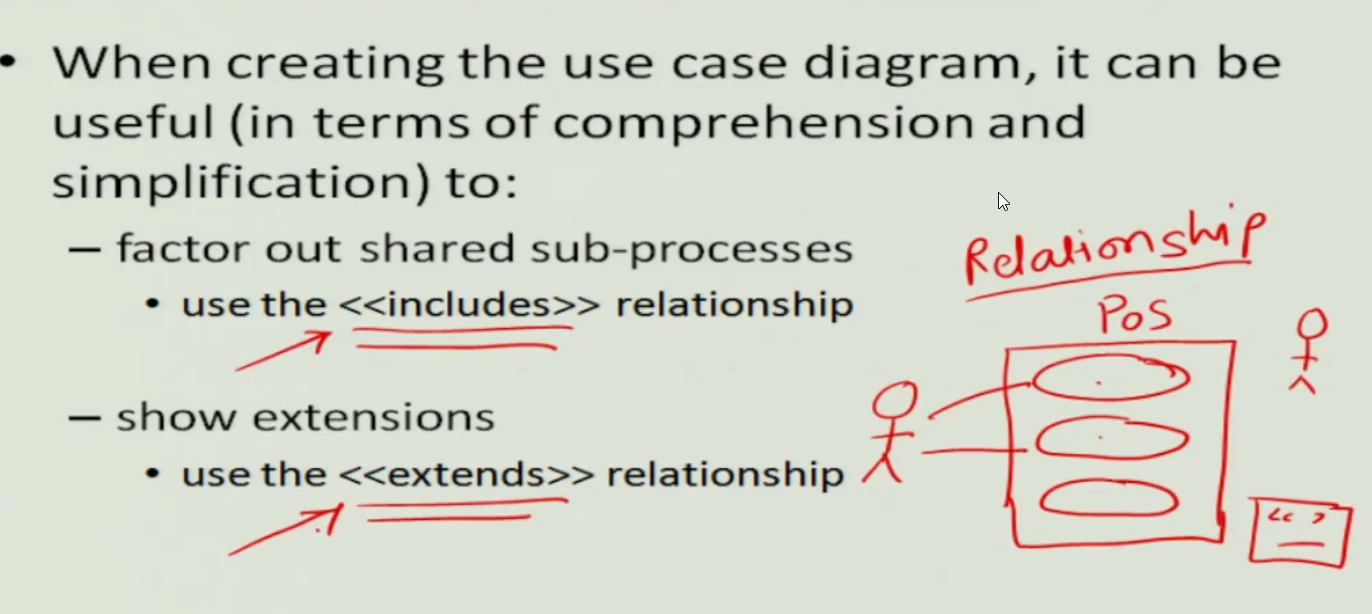 • When creating the use case diagram, it can be
useful (in terms of comprehension and
simplification) to:
– factor out shared sub-processes
• use the <<includes>> relationship
– show extensions
• use the <<extends>> relationship
Relationship
PoS
<< >